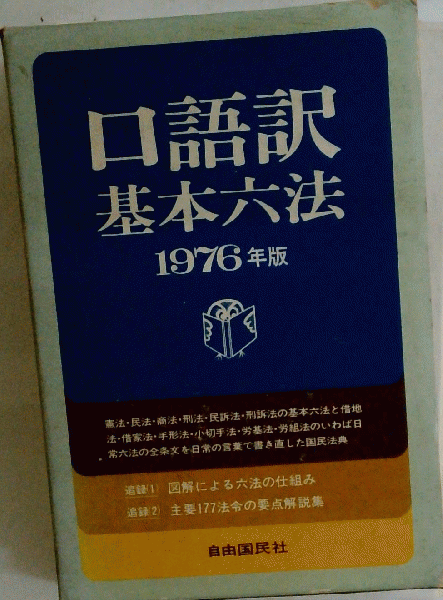 口語訳
基本六法
1976年版
憲法・民法・商法・刑法・民訴法・刑訴法の基本六法と借地
法・借家法・手形法・小切手法・労基法・労組法のいわば日
常六法の全条文を日常の言葉で書き直した国民法典
追録(1) 図解による六法の仕組み
追録(2) 主要177法令の要点解説集
自由国民社